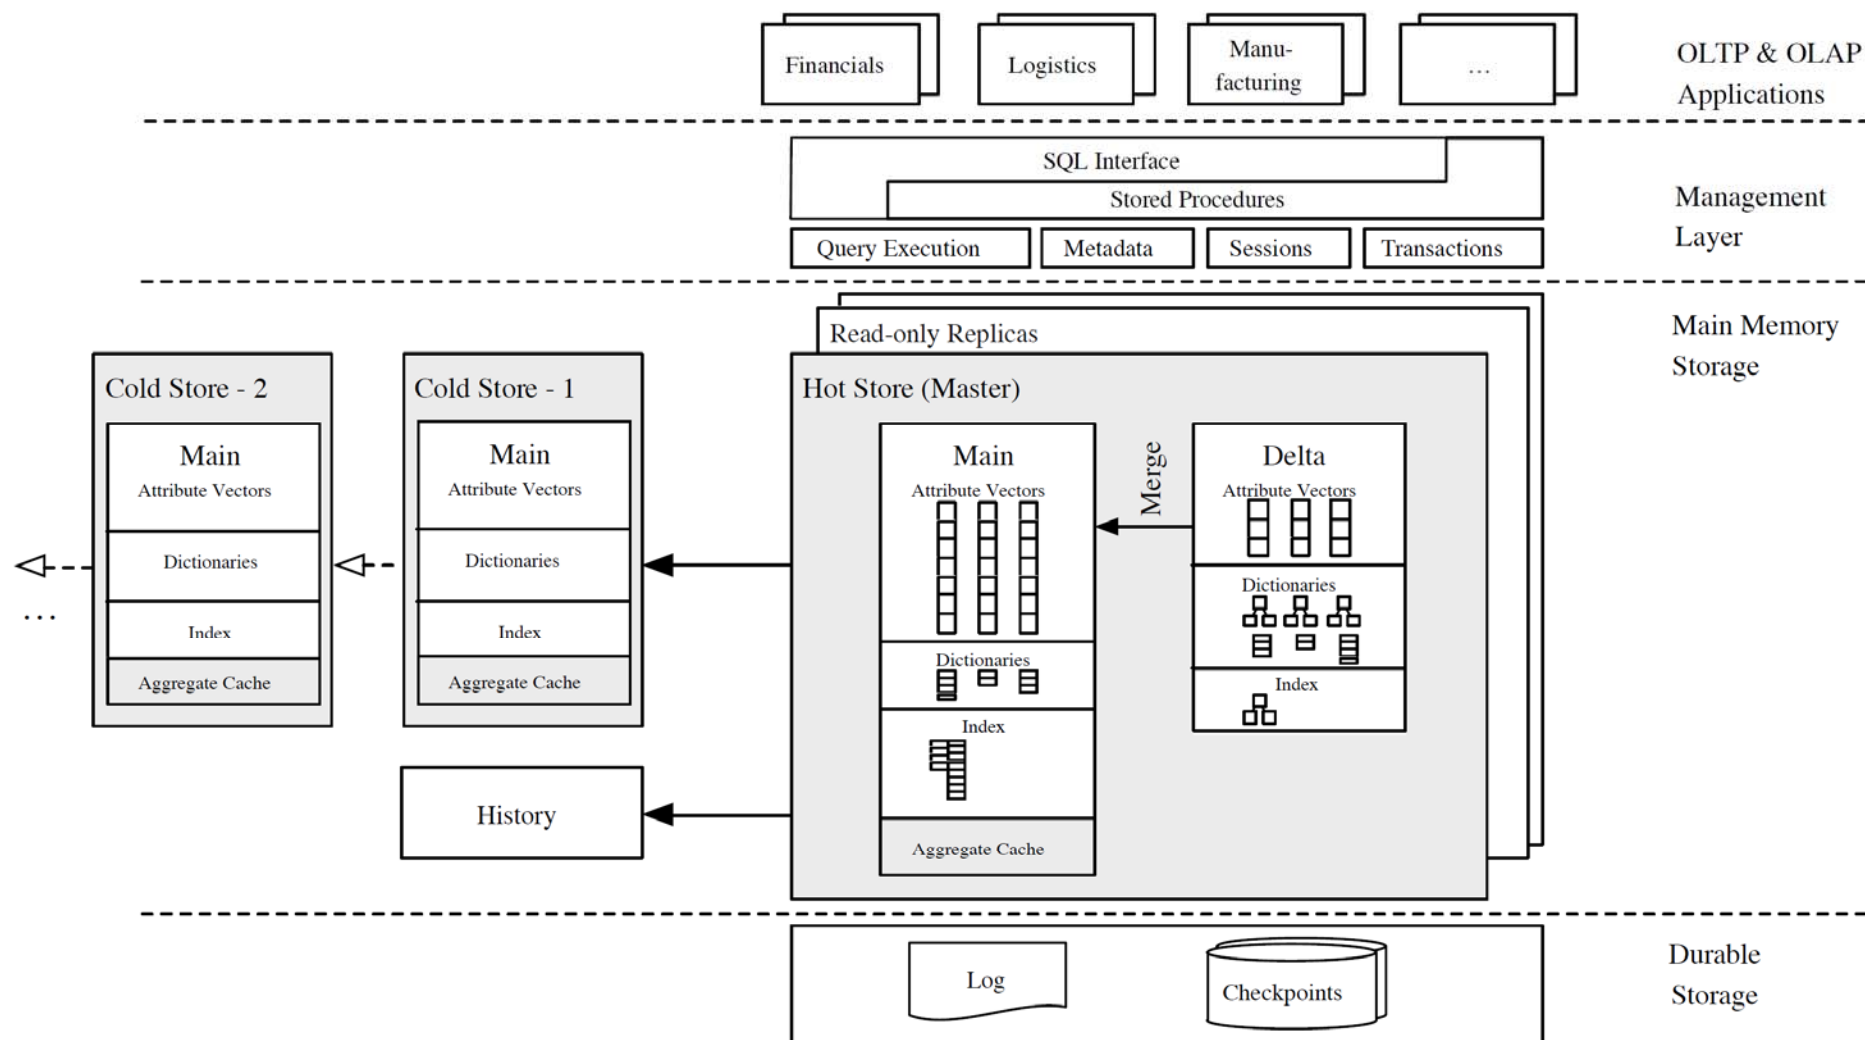 Financials
Logistics
Manu-
facturing
...
OLTP & OLAP
Applications
SQL Interface
Stored Procedures
Query Execution
Metadata
Sessions
Transactions
Management
Layer
Main Memory
Storage
Read-only Replicas
Cold Store - 2
Main
Attribute Vectors
Dictionaries
Index
Aggregate Cache
...
Cold Store - 1
Main
Attribute Vectors
Dictionaries
Index
Aggregate Cache
History
Hot Store (Master)
Main
Attribute Vectors
Dictionaries
Index
Aggregate Cache
Merge
Delta
Attribute Vectors
Dictionaries
Index
Log
Checkpoints
Durable
Storage